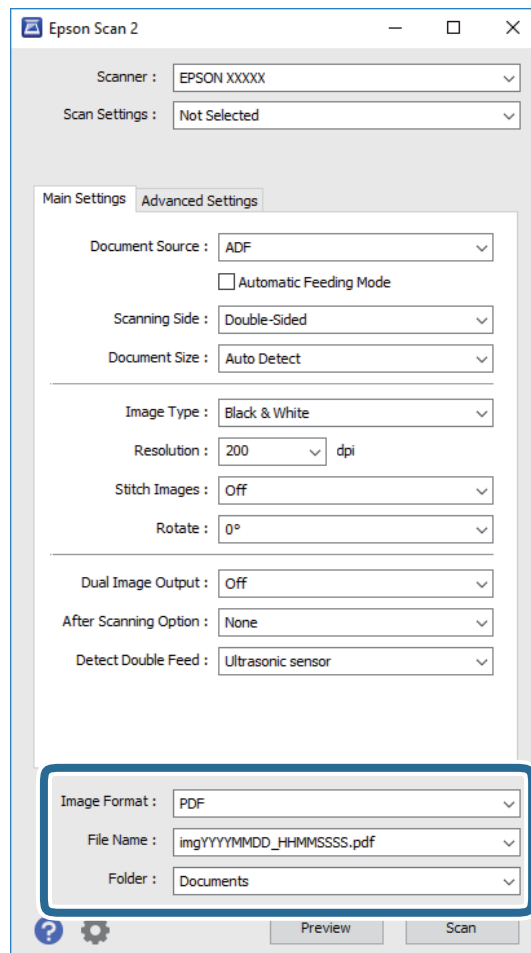 Epson Scan 2
Scanner : EPSON XXXXX
Scan Settings : Not Selected
Main Settings Advanced Settings
Document Source : ADF
Automatic Feeding Mode
Scanning Side : Double-Sided
Document Size : Auto Detect
Image Type : Black & White
Resolution : 200 dpi
Stitch Images : Off
Rotate : 0°
Dual Image Output : Off
After Scanning Option : None
Detect Double Feed : Ultrasonic sensor
Image Format : PDF
File Name : imgYYYYMMDD_HHMMSSSS.pdf
Folder : Documents
? Preview Scan